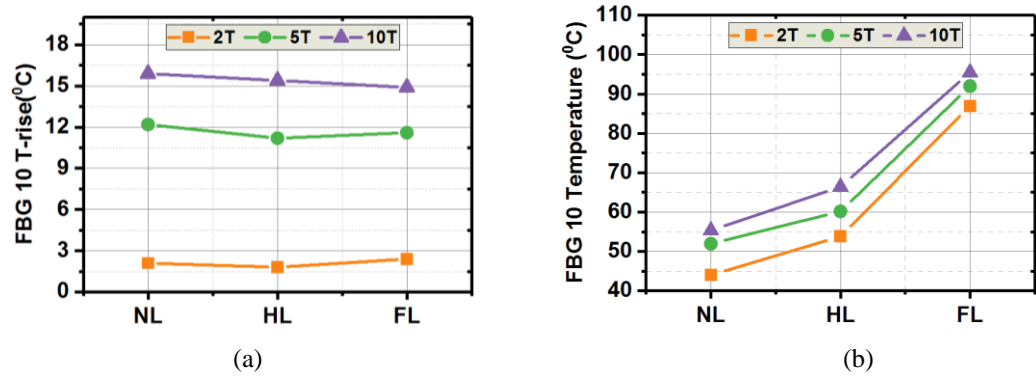 FBG 10 T-rise(⁰C)
2T 5T 10T
18
15
12
9
6
3
0
NL HL FL
(a)
FBG 10 Temperature (⁰C)
2T 5T 10T
110
100
90
80
70
60
50
40
NL HL FL
(b)